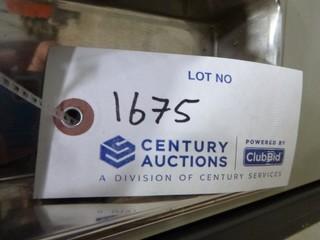 LOT NO
1675
CENTURY
AUCTIONS
POWERED BY
ClubBid
A DIVISION OF CENTURY SERVICES